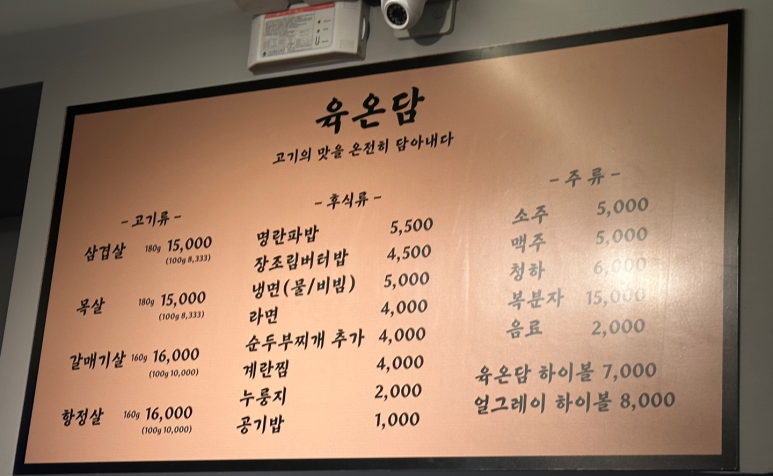 육온담
고기의 맛을 온전히 담아내다
- 고기류 -
삼겹살 180g 15,000
(100g 8,333)
목살 180g 15,000
(100g 8,333)
갈매기살 160g 16,000
(100g 10,000)
항정살 160g 16,000
(100g 10,000)
- 후식류 -
명란파밥 5,500
장조림버터밥 4,500
냉면(물/비빔) 5,000
라면 4,000
순두부찌개 추가 4,000
계란찜 4,000
누룽지 2,000
공기밥 1,000
- 주류 -
소주 5,000
맥주 5,000
청하 6,000
복분자 15,000
음료 2,000
육온담 하이볼 7,000
얼그레이 하이볼 8,000